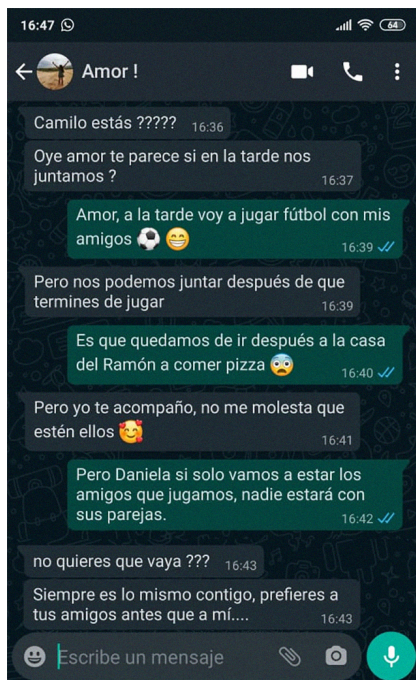 16:47
64
Amor !
Camilo estás ????? 16:36
Oye amor te parece si en la tarde nos
juntamos ?
16:37
Amor, a la tarde voy a jugar fútbol con mis
amigos ⚽😁
16:39
Pero nos podemos juntar después de que
termines de jugar
16:39
Es que quedamos de ir después a la casa
del Ramón a comer pizza 😨
16:40
Pero yo te acompaño, no me molesta que
estén ellos 🥰
16:41
Pero Daniela si solo vamos a estar los
amigos que jugamos, nadie estará con
sus parejas.
16:42
no quieres que vaya ??? 16:43
Siempre es lo mismo contigo, prefieres a
tus amigos antes que a mí....
16:43
Escribe un mensaje